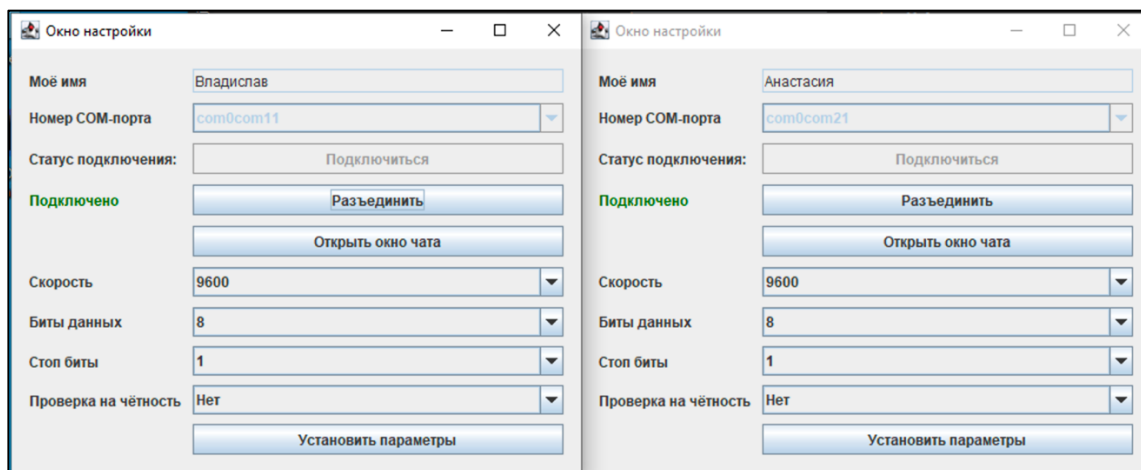 Окно настройки
Моё имя Владислав
Номер COM-порта com0com11
Статус подключения: Подключиться
Подключено Разъединить
Открыть окно чата
Скорость 9600
Биты данных 8
Стоп биты 1
Проверка на чётность Нет
Установить параметры
Окно настройки
Моё имя Анастасия
Номер COM-порта com0com21
Статус подключения: Подключиться
Подключено Разъединить
Открыть окно чата
Скорость 9600
Биты данных 8
Стоп биты 1
Проверка на чётность Нет
Установить параметры